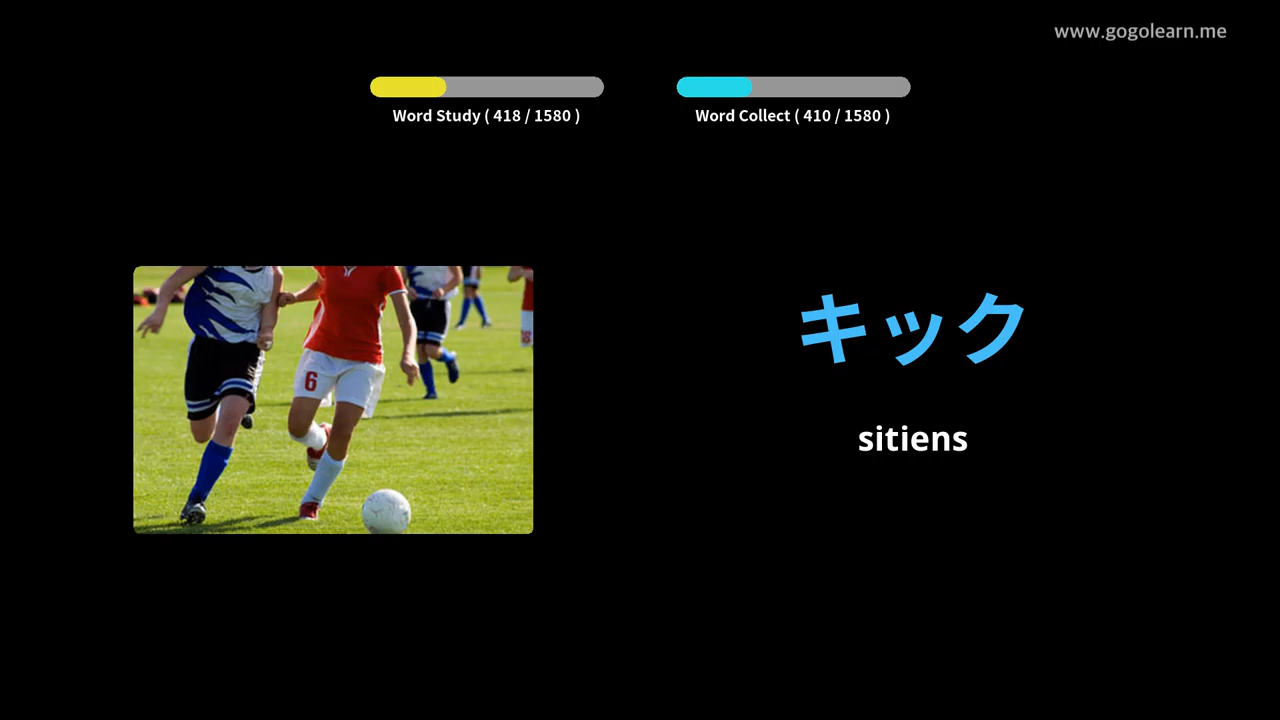 www.gogolearn.me
Word Study ( 418 / 1580 )
Word Collect ( 410 / 1580 )
キック
sitiens
6